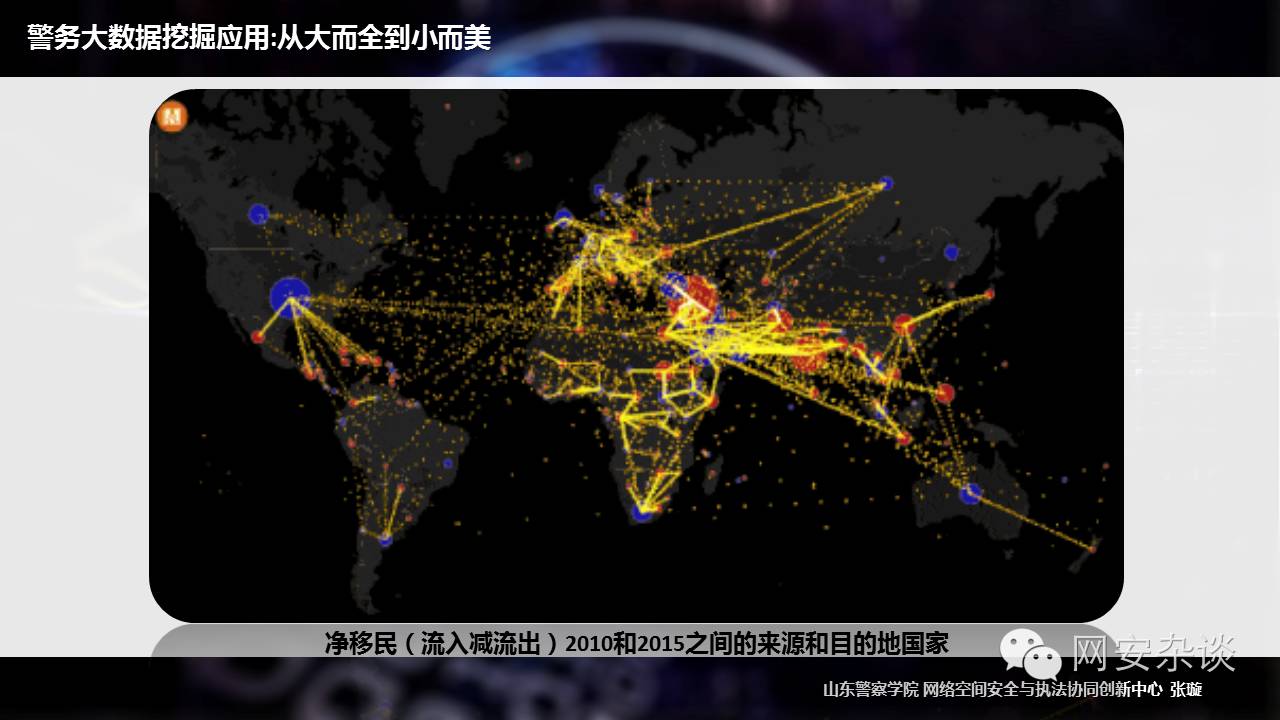 警务大数据挖掘应用:从大而全到小而美
M
净移民（流入减流出）2010和2015之间的来源和目的地国家
网安杂谈
山东警察学院 网络空间安全与执法协同创新中心 张璇